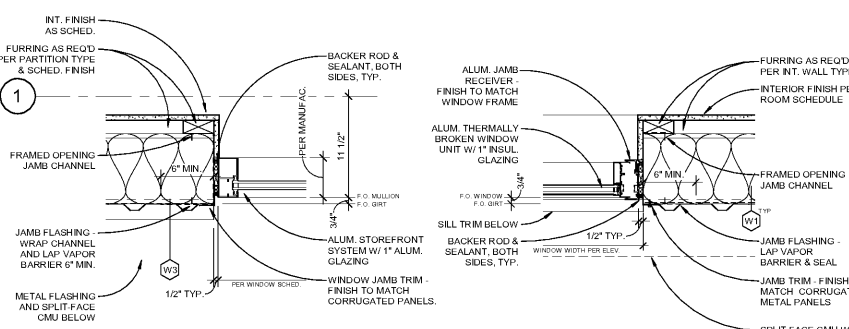 INT. FINISH
AS SCHED.
FURRING AS REQ'D
PER PARTITION TYPE
& SCHED. FINISH
1
FRAMED OPENING
JAMB CHANNEL
JAMB FLASHING -
WRAP CHANNEL
AND LAP VAPOR
BARRIER 6" MIN.
METAL FLASHING
AND SPLIT-FACE
CMU BELOW
W3
1/2" TYP.
6" MIN.
BACKER ROD &
SEALANT, BOTH
SIDES, TYP.
PER MANUFAC.
11 1/2"
F.O. MULLION
F.O. GIRT
3/4"
ALUM. STOREFRONT
SYSTEM W/ 1" ALUM.
GLAZING
PER WINDOW SCHED.
WINDOW JAMB TRIM -
FINISH TO MATCH
CORRUGATED PANELS.
ALUM. JAMB
RECEIVER -
FINISH TO MATCH
WINDOW FRAME
ALUM. THERMALLY
BROKEN WINDOW
UNIT W/ 1" INSUL.
GLAZING
3/4"
F.O. WINDOW
F.O. GIRT
SILL TRIM BELOW
BACKER ROD &
SEALANT, BOTH
SIDES, TYP.
1/2" TYP.
WINDOW WIDTH PER ELEV.
6" MIN.
FURRING AS REQ'D
PER INT. WALL TYP
INTERIOR FINISH PE
ROOM SCHEDULE
FRAMED OPENING
JAMB CHANNEL
TYP
W1
JAMB FLASHING -
LAP VAPOR
BARRIER & SEAL
JAMB TRIM - FINISH
MATCH CORRUGAT
METAL PANELS
SPLIT-FACE CMU W